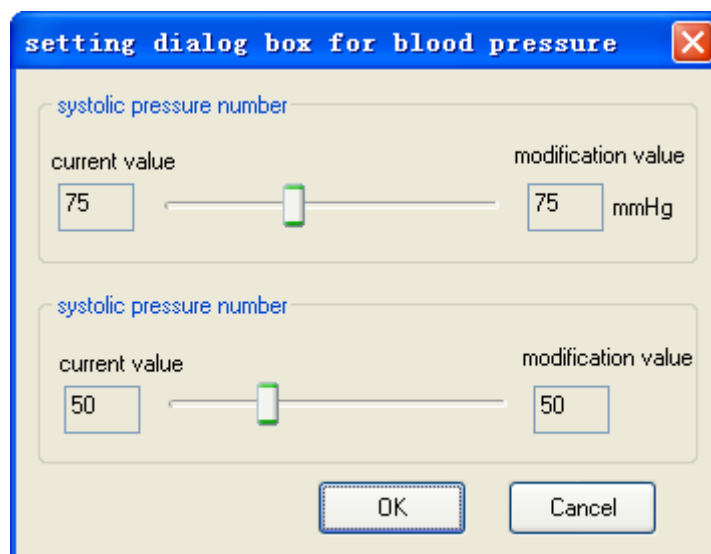 setting dialog box for blood pressure
systolic pressure number
current value
modification value
75
75 mmHg
systolic pressure number
current value
modification value
50
50
OK
Cancel